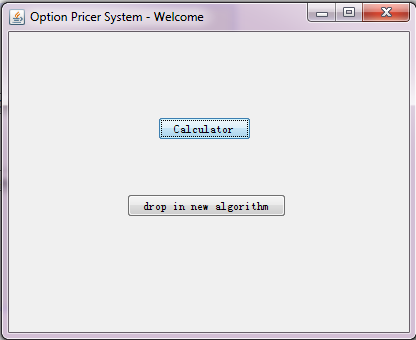 Option Pricer System - Welcome
Calculator
drop in new algorithm